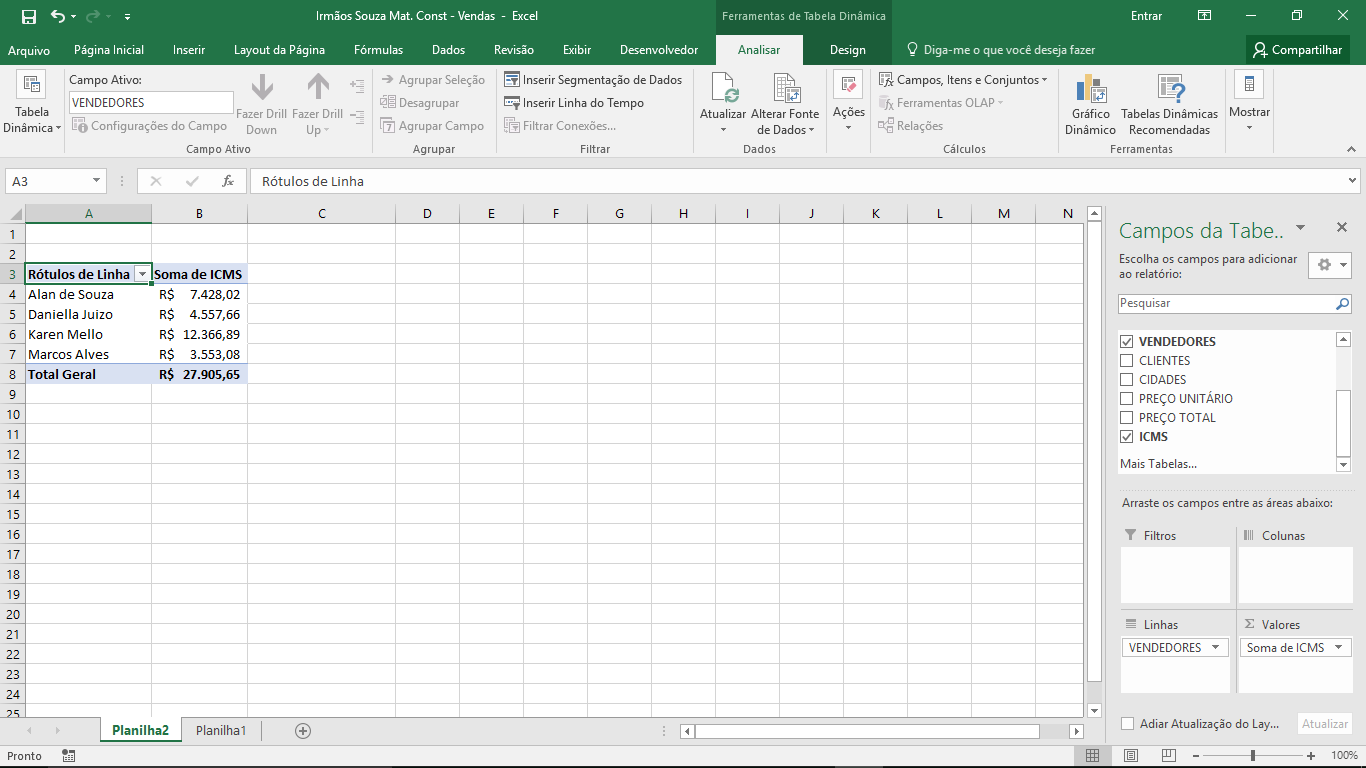 Irmãos Souza Mat. Const - Vendas - Excel
Ferramentas de Tabela Dinâmica
Entrar
Arquivo Página Inicial Inserir Layout da Página Fórmulas Dados Revisão Exibir Desenvolvedor Analisar Design Diga-me o que você deseja fazer Compartilhar
Tabela
Dinâmica
Campo Ativo:
VENDEDORES
Configurações do Campo
Fazer Drill
Down
Fazer Drill
Up
Campo Ativo
Agrupar Seleção
Desagrupar
Agrupar Campo
Agrupar
Inserir Segmentação de Dados
Inserir Linha do Tempo
Filtrar Conexões...
Filtrar
Atualizar
Alterar Fonte
de Dados
Dados
Ações
Campos, Itens e Conjuntos
Ferramentas OLAP
Relações
Cálculos
Gráfico
Dinâmico
Tabelas Dinâmicas
Recomendadas
Ferramentas
Mostrar
A3 fx Rótulos de Linha
A B C D E F G H I J K L M N
1
2
3 Rótulos de Linha Soma de ICMS
4 Alan de Souza R$ 7.428,02
5 Daniella Juizo R$ 4.557,66
6 Karen Mello R$ 12.366,89
7 Marcos Alves R$ 3.553,08
8 Total Geral R$ 27.905,65
9
10
11
12
13
14
15
16
17
18
19
20
21
22
23
24
25
Campos da Tabe..
Escolha os campos para adicionar
ao relatório:
Pesquisar
VENDEDORES
CLIENTES
CIDADES
PREÇO UNITÁRIO
PREÇO TOTAL
ICMS
Mais Tabelas...
Arraste os campos entre as áreas abaixo:
Filtros
Colunas
Linhas
Σ Valores
VENDEDORES
Soma de ICMS
Adiar Atualização do Lay...
Atualizar
Planilha2 Planilha1
Pronto
100%